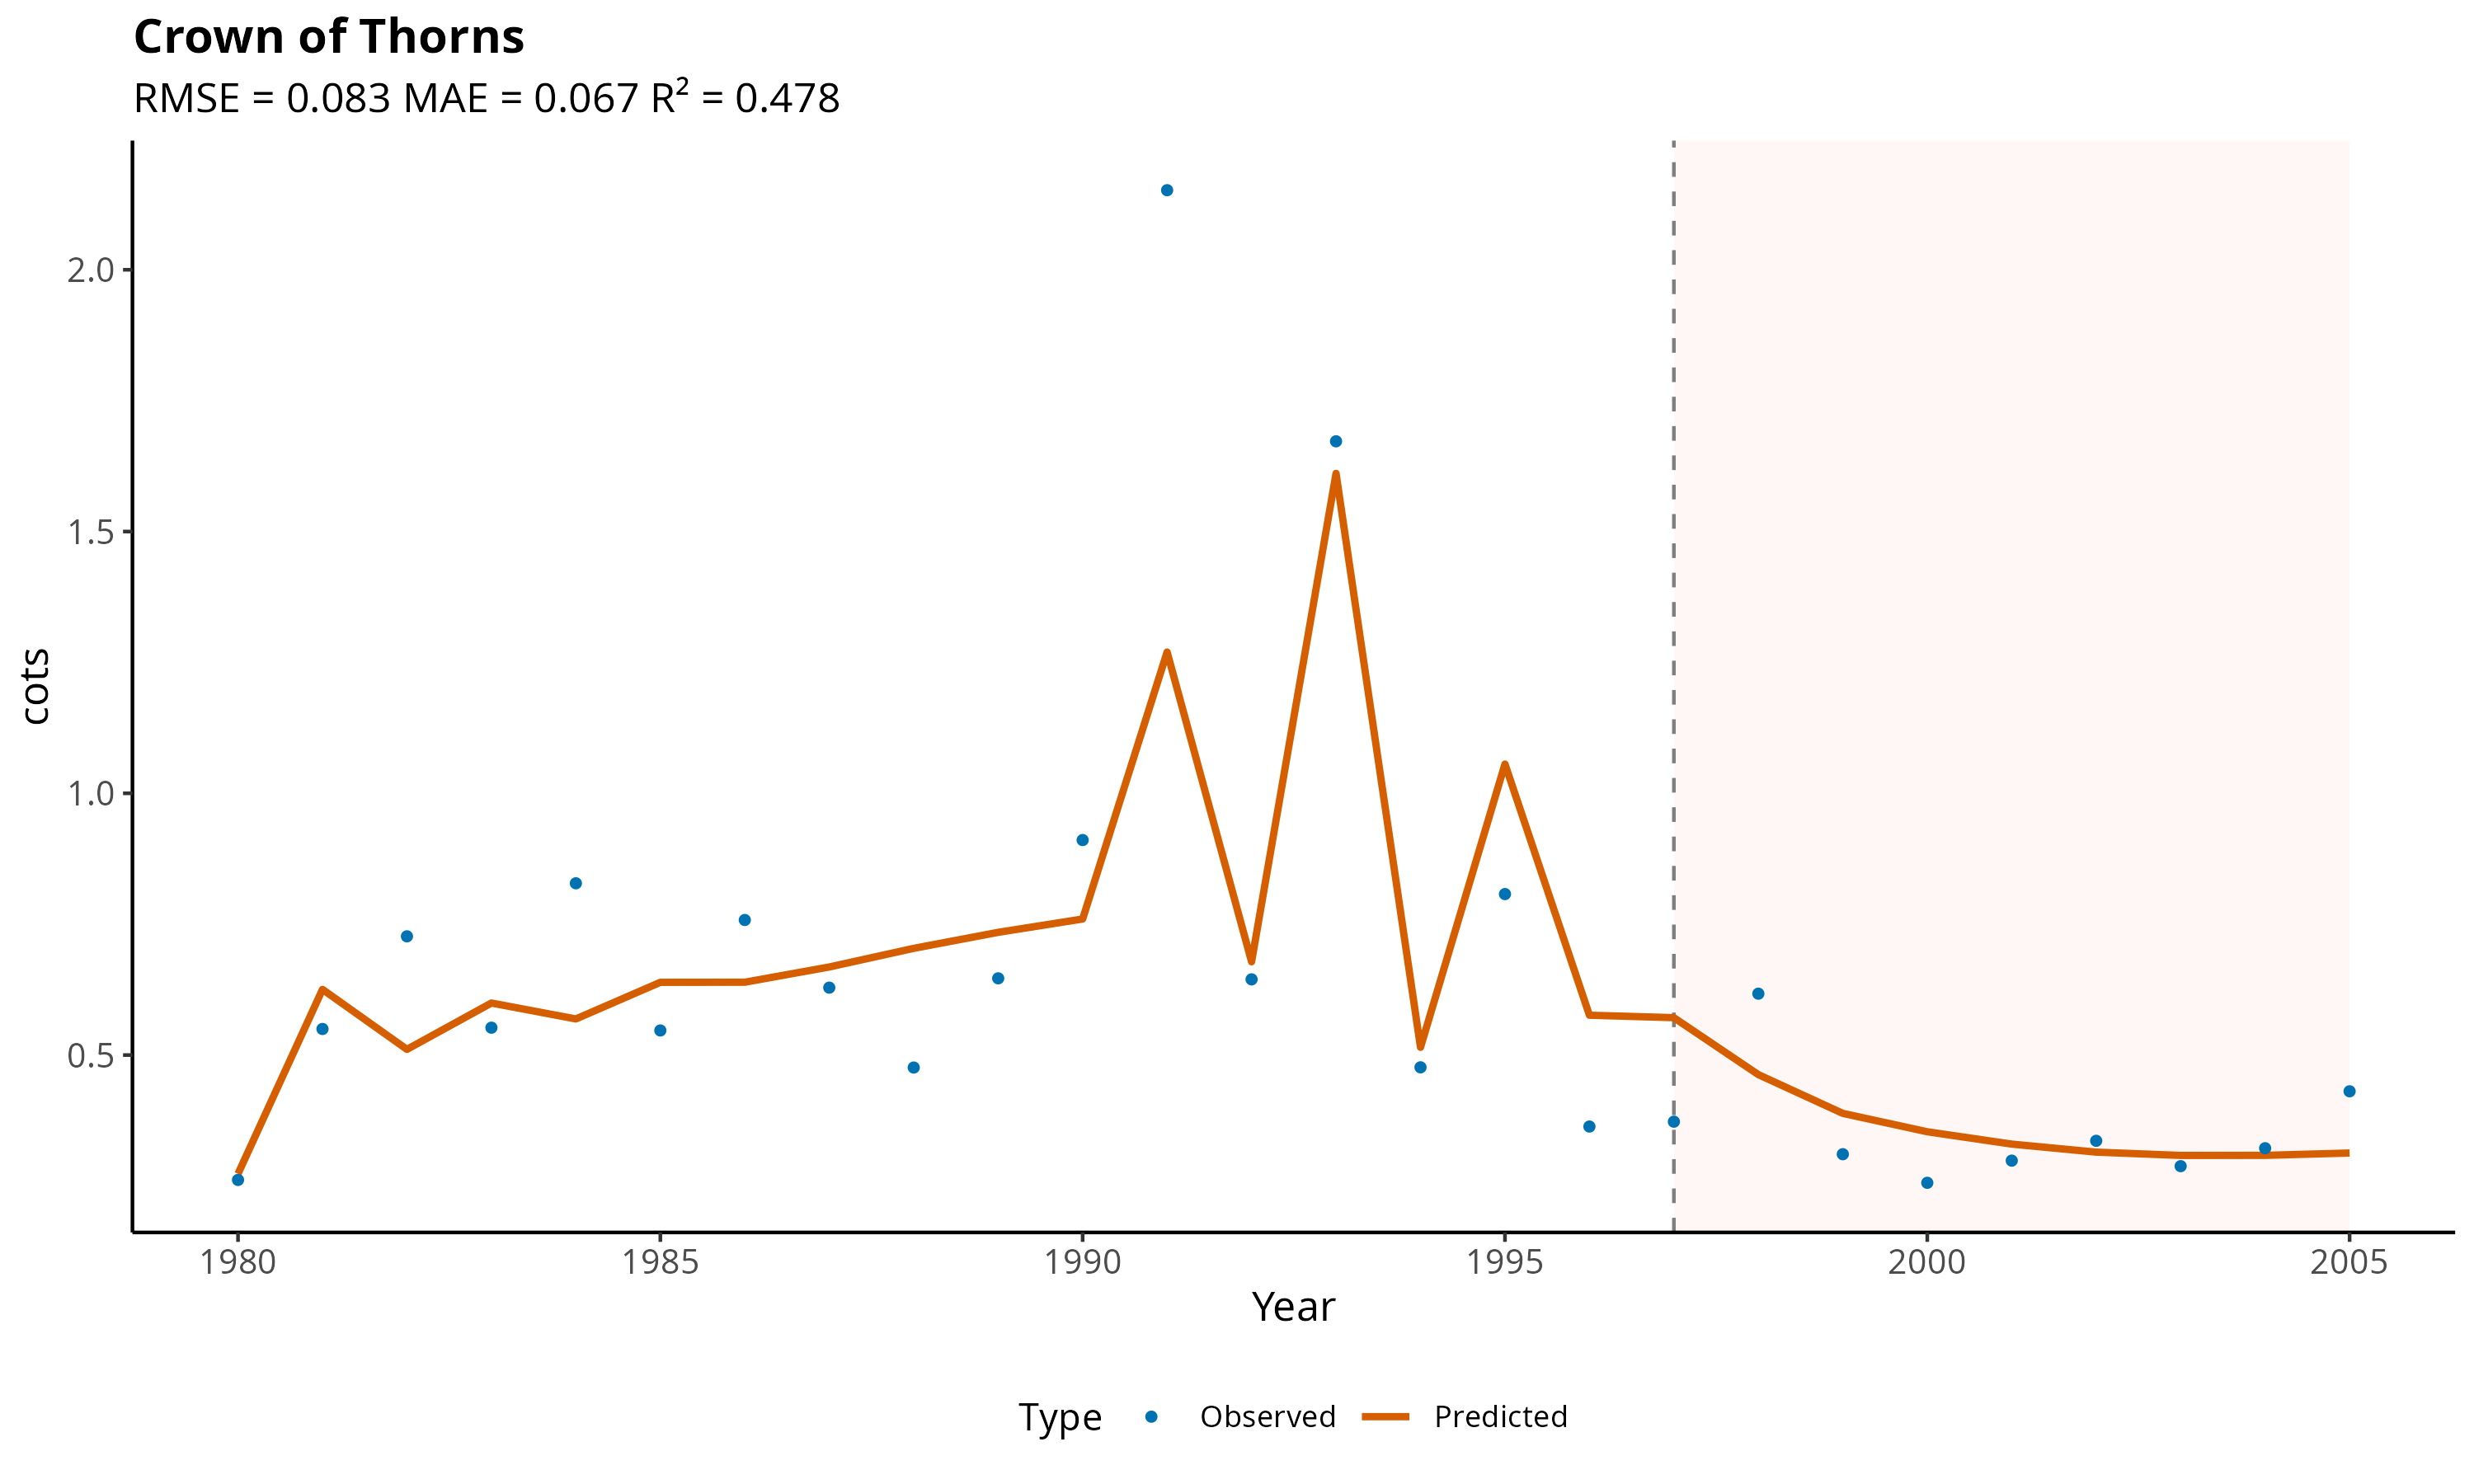 Crown of Thorns
RMSE = 0.083 MAE = 0.067 R² = 0.478
cots
2.0
1.5
1.0
0.5
1980 1985 1990 1995 2000 2005
Year
Type Observed Predicted